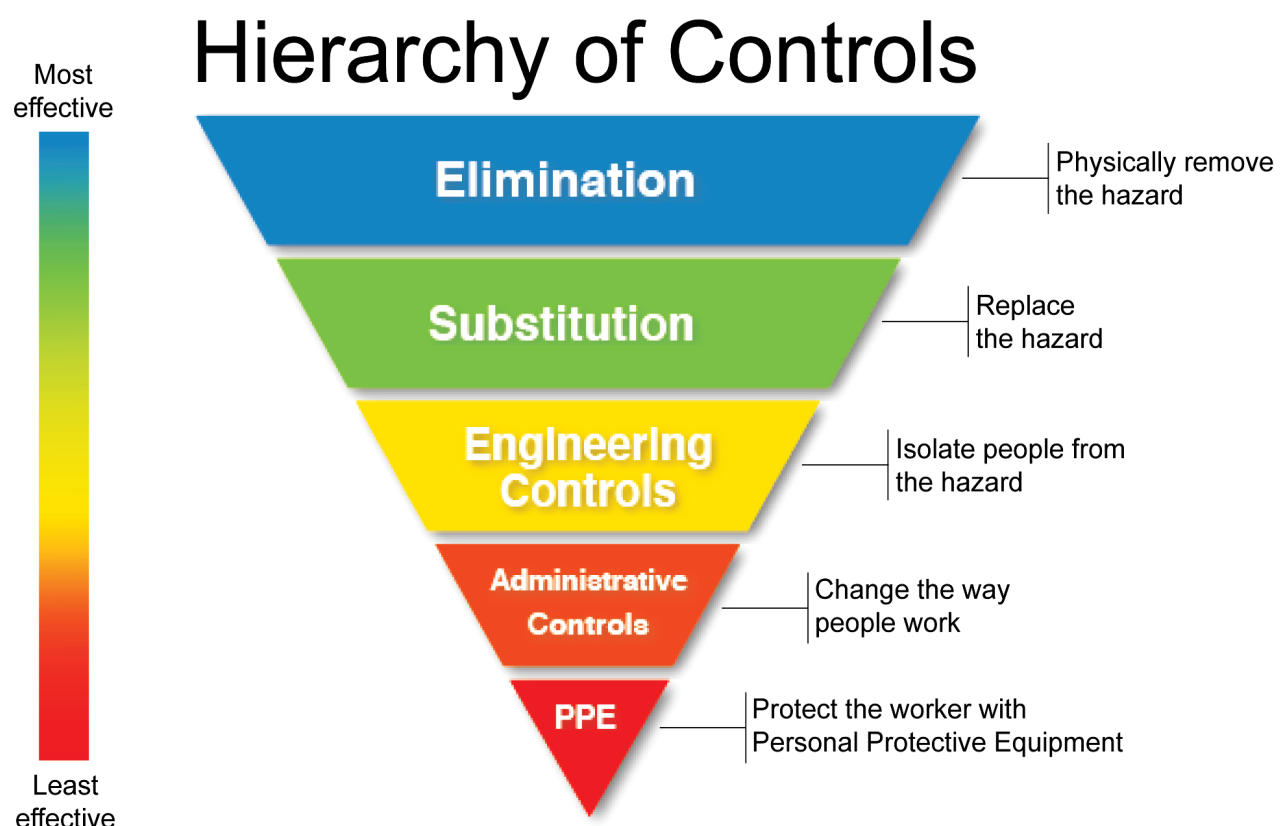 Hierarchy of Controls
Most
effective
Elimination
Physically remove
the hazard
Substitution
Replace
the hazard
Engineering
Controls
Isolate people from
the hazard
Administrative
Controls
Change the way
people work
PPE
Protect the worker with
Personal Protective Equipment
Least
effective